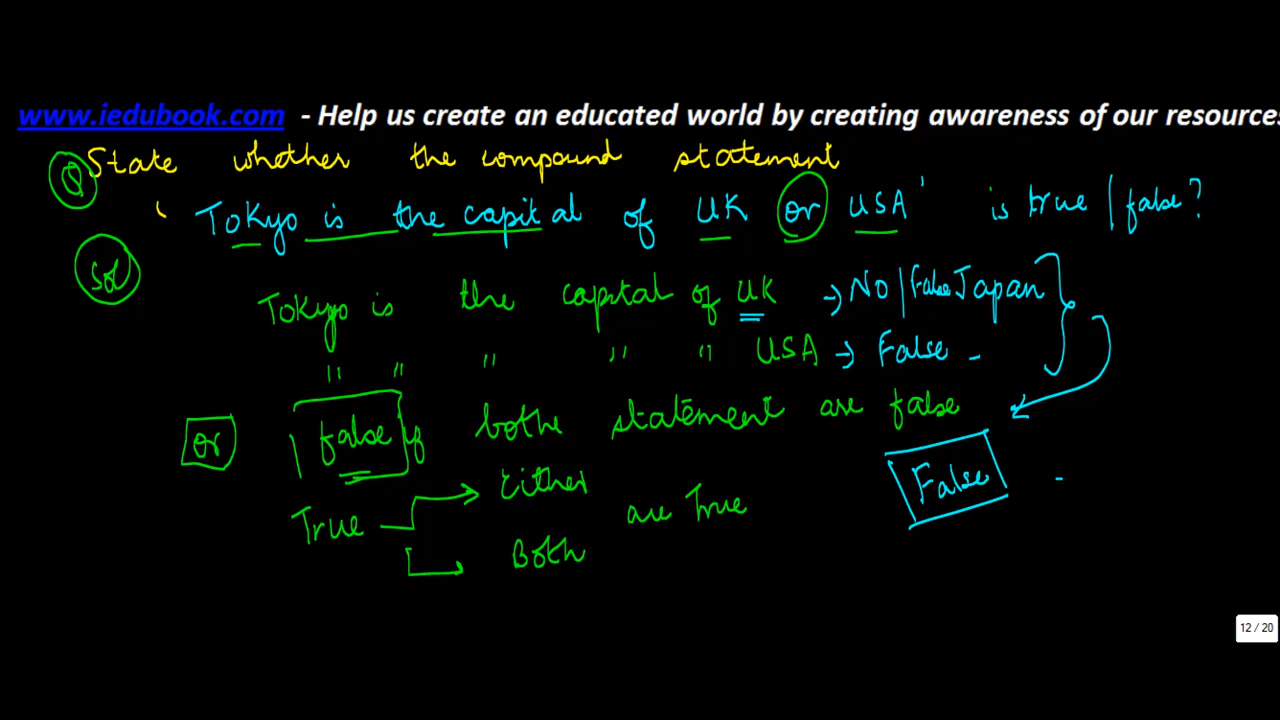 www.iedubook.com - Help us create an educated world by creating awareness of our resources
Q State whether the compound statement
' Tokyo is the capital of UK or USA ' is true | false?
Sol
Tokyo is the capital of UK → No | False Japan
" " " " " USA → False -
or false if bothe statement are false
True → Either are True
→ Both
False -
12 / 20